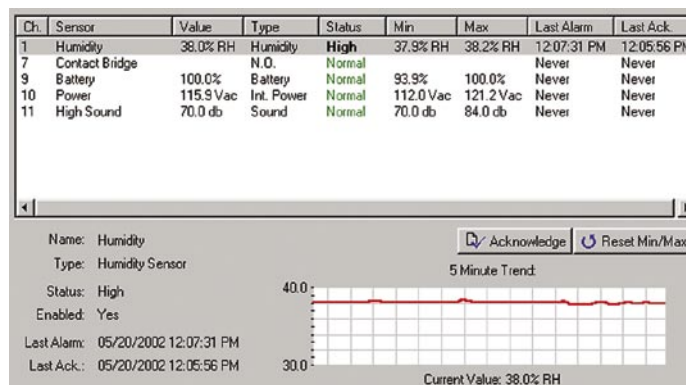 Ch. Sensor Value Type Status Min Max Last Alarm Last Ack.
1 Humidity 38.0% RH Humidity High 37.9% RH 38.2% RH 12:07:31 PM 12:05:56 PM
7 Contact Bridge N.O. Normal Never Never
9 Battery 100.0% Battery Normal 93.9% 100.0% Never Never
10 Power 115.9 Vac Int. Power Normal 112.0 Vac 121.2 Vac Never Never
11 High Sound 70.0 db Sound Normal 70.0 db 84.0 db Never Never
Name: Humidity
Acknowledge Reset Min/Max
Type: Humidity Sensor
5 Minute Trend:
Status: High
40.0
Enabled: Yes
Last Alarm: 05/20/2002 12:07:31 PM
Last Ack.: 05/20/2002 12:05:56 PM
30.0
Current Value: 38.0% RH